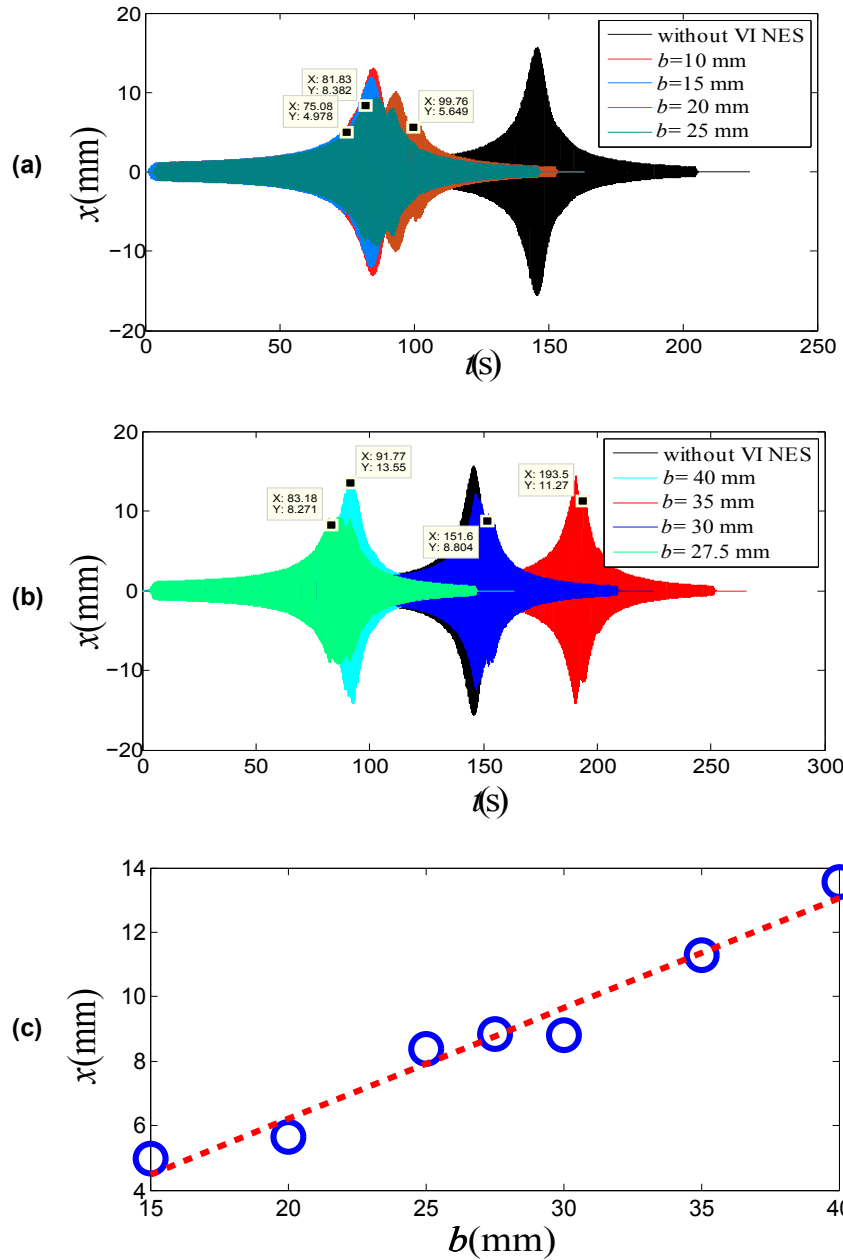 20
10
0
−10
−20
0
50
100
150
200
250
x(mm)
t(s)
(a)
X: 81.83
Y: 8.382
X: 75.08
Y: 4.978
X: 99.76
Y: 5.649
without VI NES
b=10 mm
b=15 mm
b= 20 mm
b= 25 mm
20
10
0
−10
−20
0
50
100
150
200
250
300
x(mm)
t(s)
(b)
X: 91.77
Y: 13.55
X: 83.18
Y: 8.271
X: 151.6
Y: 8.804
X: 193.5
Y: 11.27
without VI NES
b= 40 mm
b= 35 mm
b= 30 mm
b= 27.5 mm
14
12
10
8
6
4
15
20
25
30
35
x(mm)
b(mm)
(c)